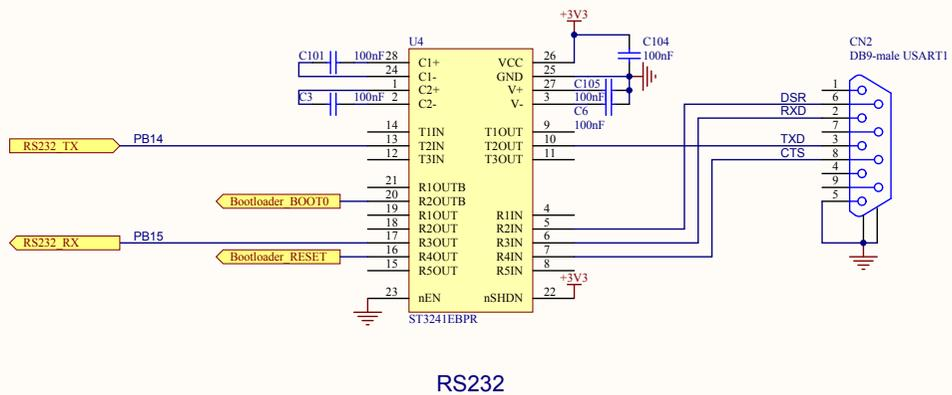 +3V3
U4
C104
100nF
CN2
DB9-male USART1
C101
100nF
28
C1+
VCC
26
24
C1-
GND
25
1
C2+
V+
27
C105
100nF
C3
100nF
2
C2-
V-
3
C6
100nF
14
T1IN
T1OUT
9
RS232_TX
PB14
13
T2IN
T2OUT
10
12
T3IN
T3OUT
11
DSR
RXD
TXD
CTS
1
6
2
7
3
8
4
9
5
21
R1OUTB
Bootloader_BOOT0
20
R2OUTB
19
R1OUT
R1IN
4
18
R2OUT
R2IN
5
RS232_RX
PB15
17
R3OUT
R3IN
6
Bootloader_RESET
16
R4OUT
R4IN
7
15
R5OUT
R5IN
8
+3V3
23
nEN
nSHDN
22
ST3241EBPR
RS232